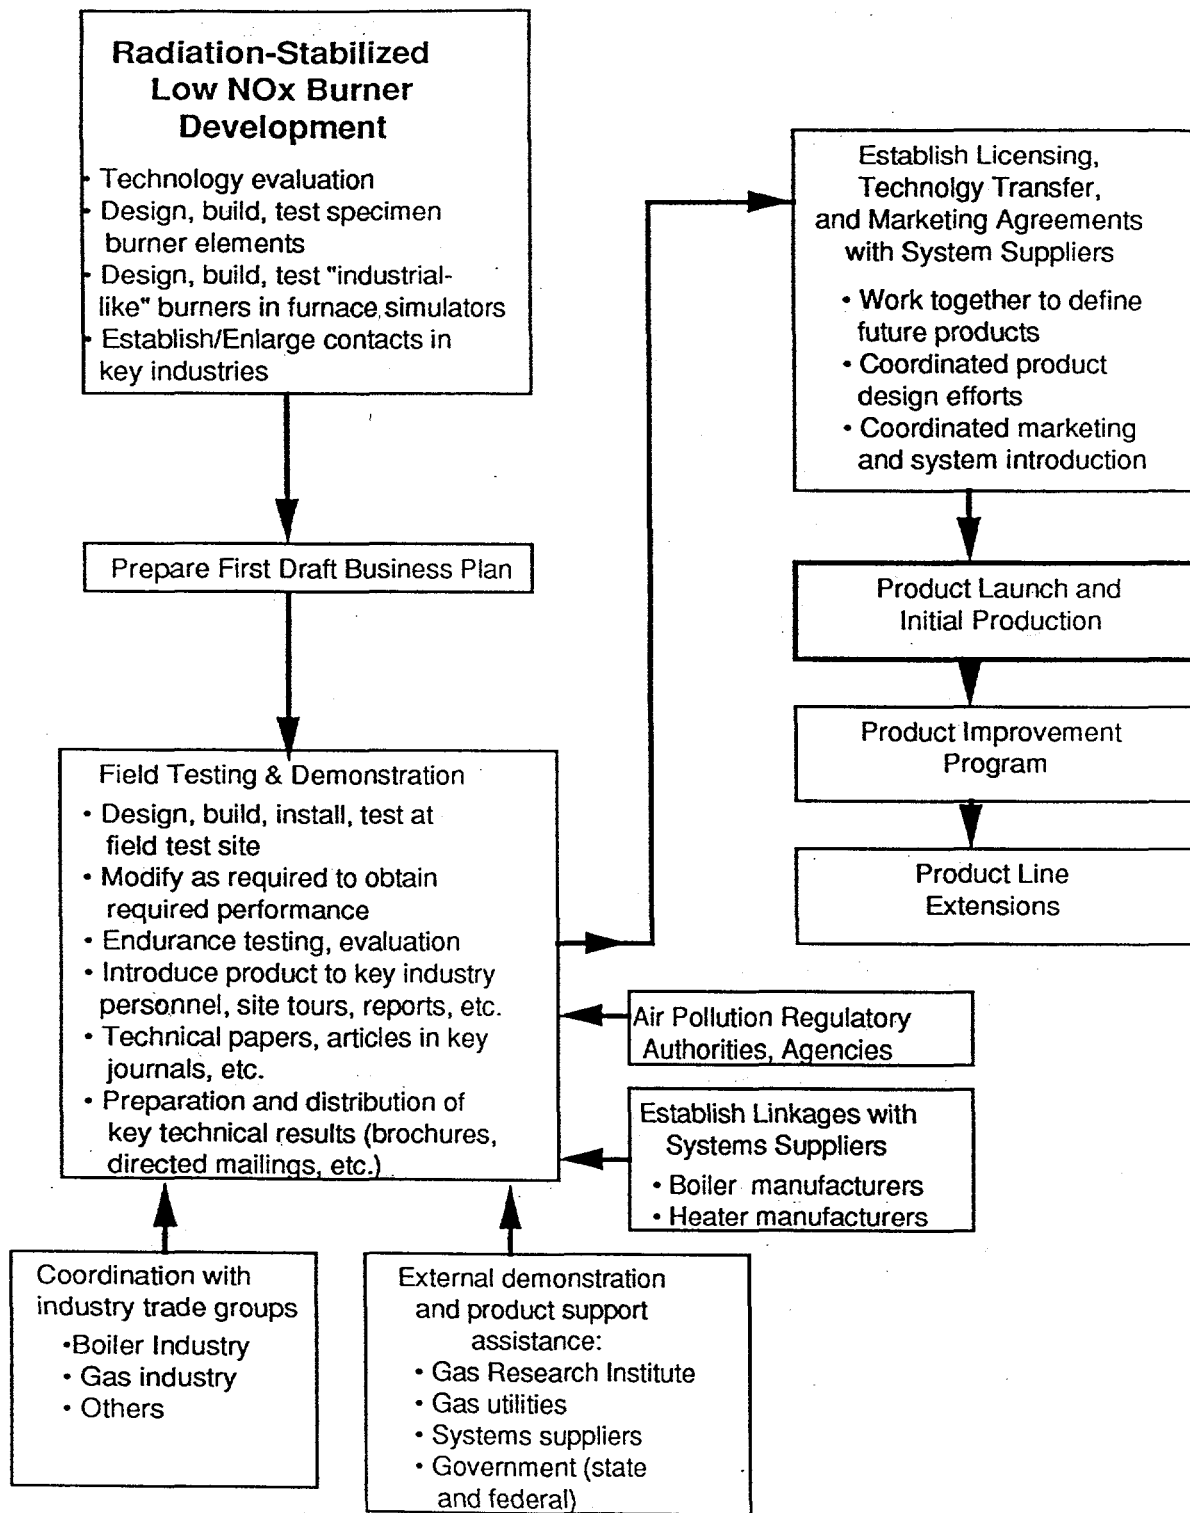 Radiation-Stabilized
Low NOx Burner
Development
• Technology evaluation
• Design, build, test specimen
burner elements
• Design, build, test "industrial-
like" burners in furnace simulators
• Establish/Enlarge contacts in
key industries
Prepare First Draft Business Plan
Field Testing & Demonstration
• Design, build, install, test at
field test site
• Modify as required to obtain
required performance
• Endurance testing, evaluation
• Introduce product to key industry
personnel, site tours, reports, etc.
• Technical papers, articles in key
journals, etc.
• Preparation and distribution of
key technical results (brochures,
directed mailings, etc.)
Coordination with
industry trade groups
•Boiler Industry
• Gas industry
• Others
External demonstration
and product support
assistance:
• Gas Research Institute
• Gas utilities
• Systems suppliers
• Government (state
and federal)
Air Pollution Regulatory
Authorities, Agencies
Establish Linkages with
Systems Suppliers
• Boiler manufacturers
• Heater manufacturers
Establish Licensing,
Technolgy Transfer,
and Marketing Agreements
with System Suppliers
• Work together to define
future products
• Coordinated product
design efforts
• Coordinated marketing
and system introduction
Product Launch and
Initial Production
Product Improvement
Program
Product Line
Extensions